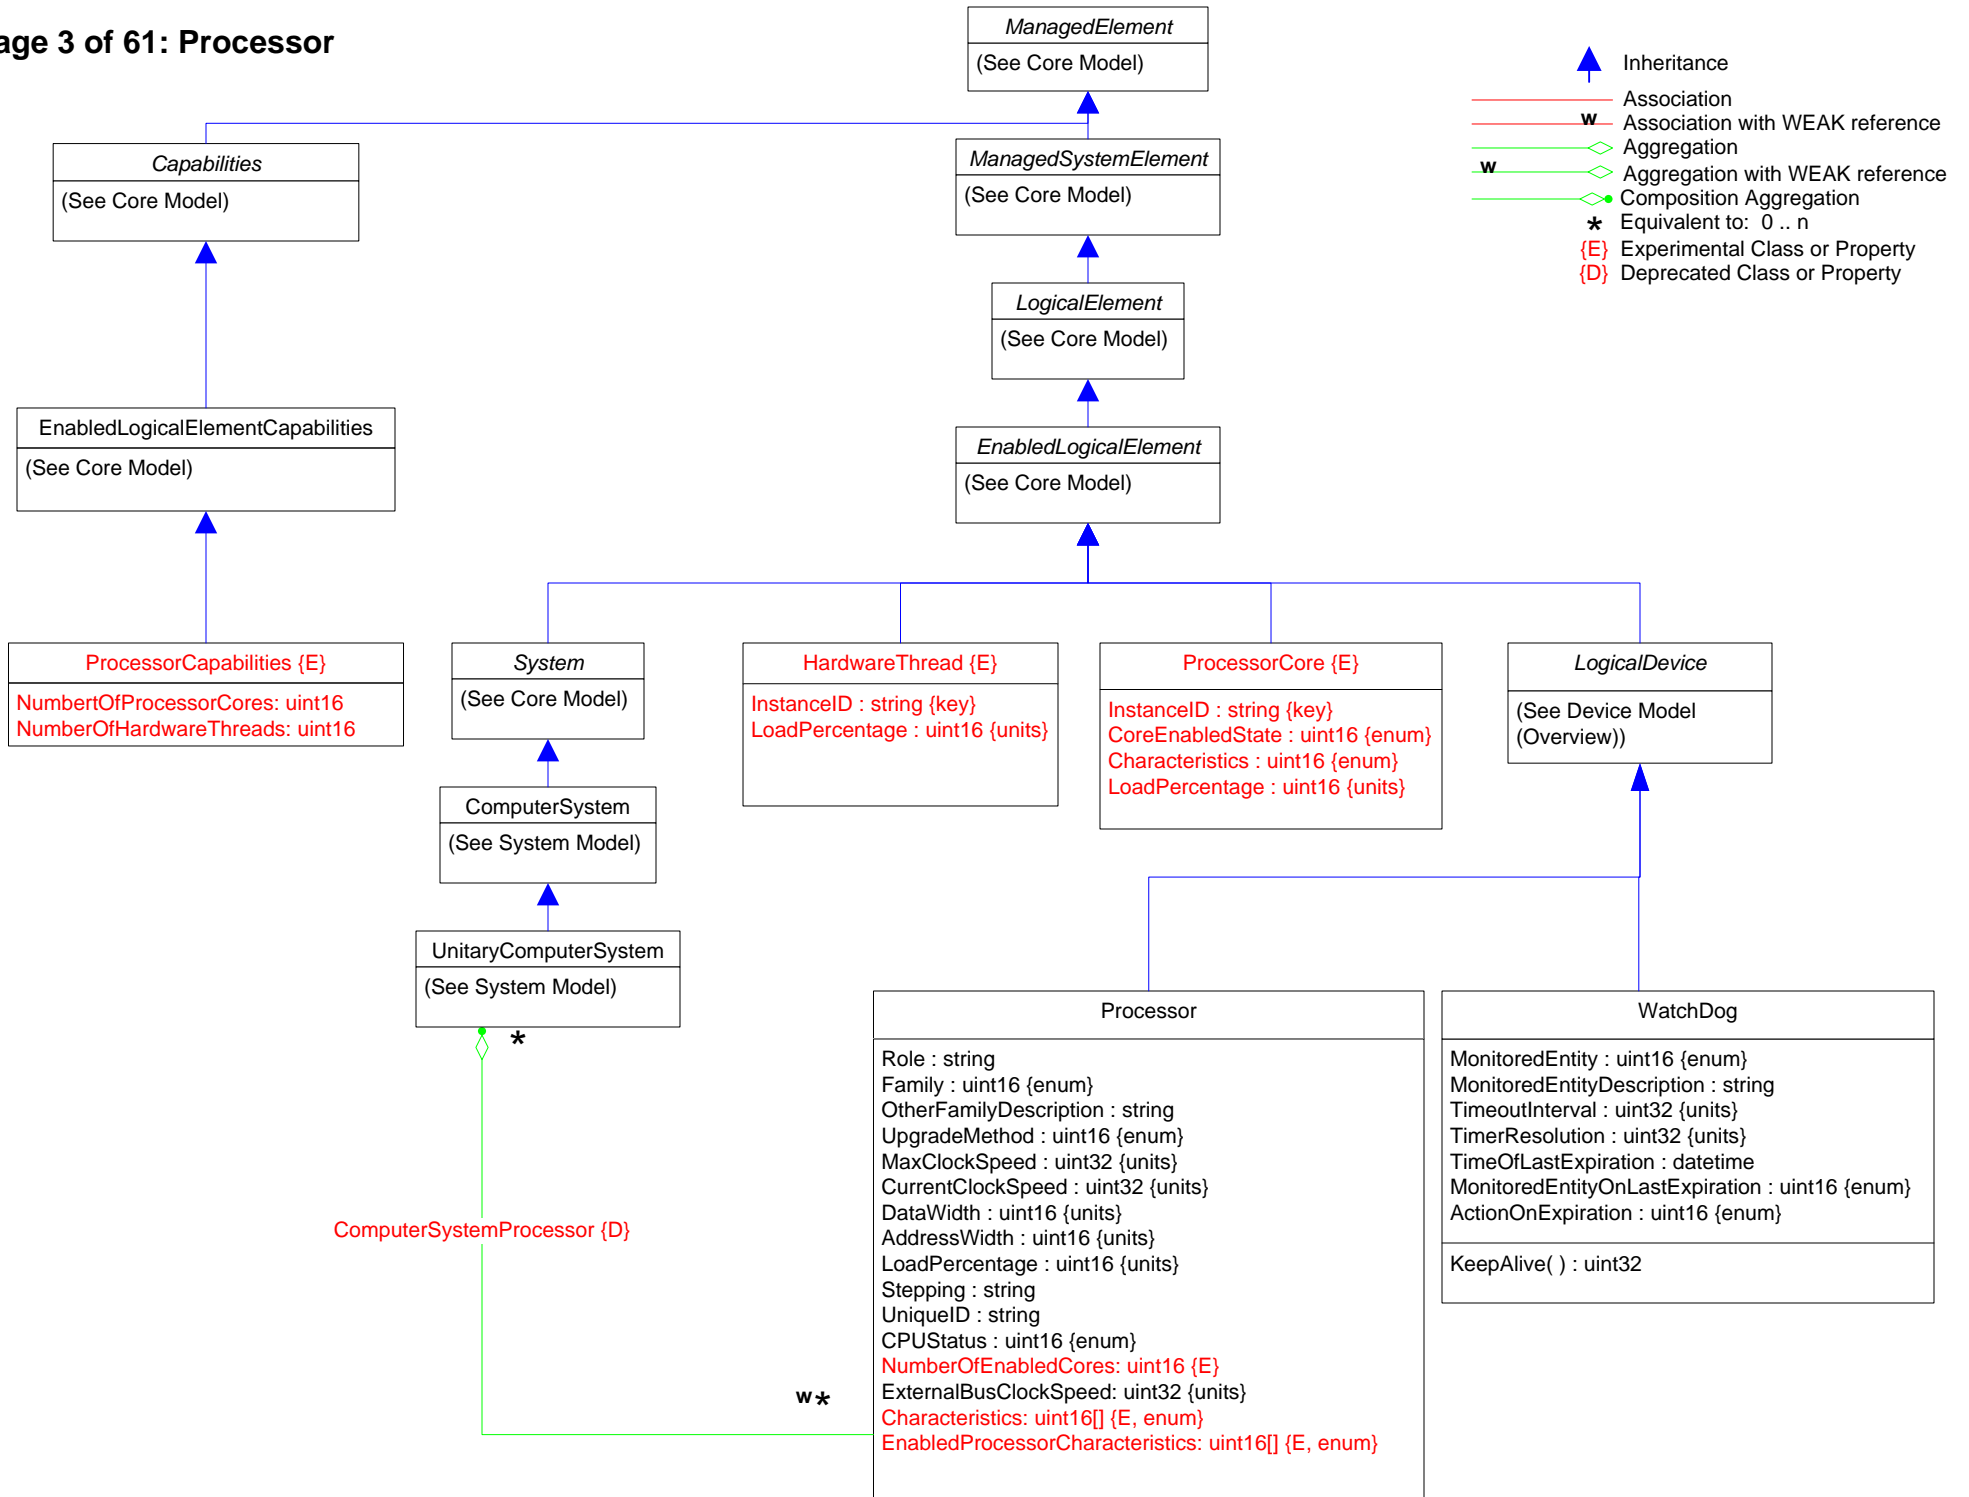 age 3 of 61: Processor
ManagedElement
(See Core Model)
Inheritance
Association
w Association with WEAK reference
Aggregation
w Aggregation with WEAK reference
Composition Aggregation
* Equivalent to: 0 .. n
{E} Experimental Class or Property
{D} Deprecated Class or Property
Capabilities
(See Core Model)
ManagedSystemElement
(See Core Model)
LogicalElement
(See Core Model)
EnabledLogicalElementCapabilities
(See Core Model)
EnabledLogicalElement
(See Core Model)
ProcessorCapabilities {E}
NumbertOfProcessorCores: uint16
NumberOfHardwareThreads: uint16
System
(See Core Model)
HardwareThread {E}
InstanceID : string {key}
LoadPercentage : uint16 {units}
ProcessorCore {E}
InstanceID : string {key}
CoreEnabledState : uint16 {enum}
Characteristics : uint16 {enum}
LoadPercentage : uint16 {units}
LogicalDevice
(See Device Model
(Overview))
ComputerSystem
(See System Model)
UnitaryComputerSystem
(See System Model)
*
ComputerSystemProcessor {D}
w*
Processor
Role : string
Family : uint16 {enum}
OtherFamilyDescription : string
UpgradeMethod : uint16 {enum}
MaxClockSpeed : uint32 {units}
CurrentClockSpeed : uint32 {units}
DataWidth : uint16 {units}
AddressWidth : uint16 {units}
LoadPercentage : uint16 {units}
Stepping : string
UniqueID : string
CPUStatus : uint16 {enum}
NumberOfEnabledCores: uint16 {E}
ExternalBusClockSpeed: uint32 {units}
Characteristics: uint16[] {E, enum}
EnabledProcessorCharacteristics: uint16[] {E, enum}
WatchDog
MonitoredEntity : uint16 {enum}
MonitoredEntityDescription : string
TimeoutInterval : uint32 {units}
TimerResolution : uint32 {units}
TimeOfLastExpiration : datetime
MonitoredEntityOnLastExpiration : uint16 {enum}
ActionOnExpiration : uint16 {enum}
KeepAlive( ) : uint32